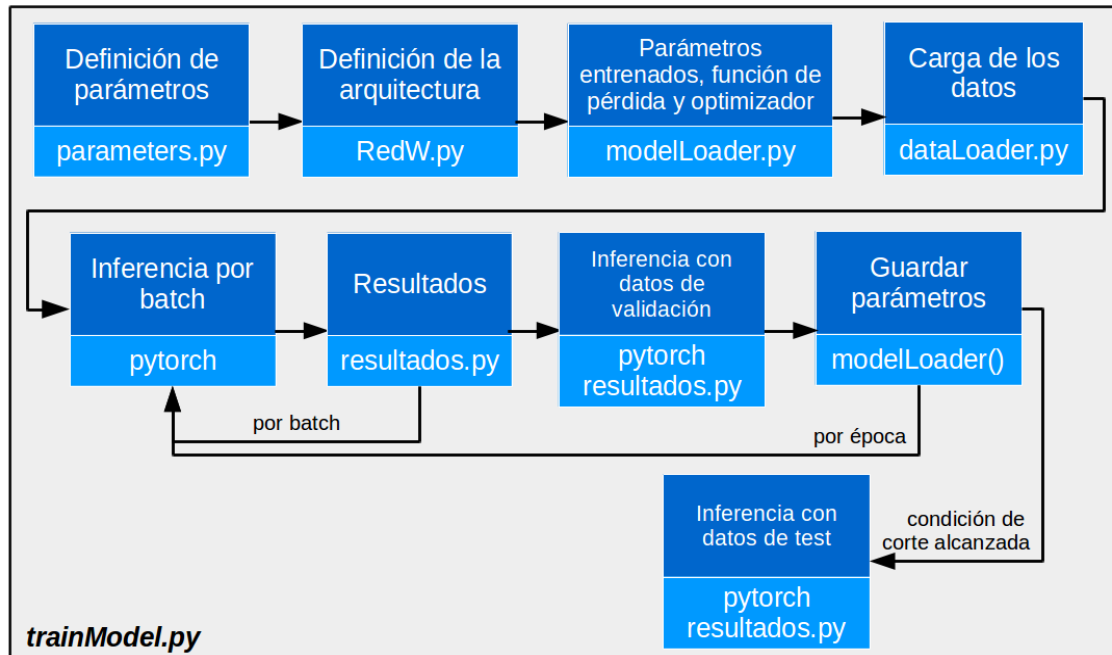 Definición de
parámetros
parameters.py
Definición de la
arquitectura
RedW.py
Parámetros
entrenados, función de
pérdida y optimizador
modelLoader.py
Carga de los
datos
dataLoader.py
Inferencia por
batch
pytorch
Resultados
resultados.py
Inferencia con
datos de
validación
pytorch
resultados.py
Guardar
parámetros
modelLoader()
por batch
por época
Inferencia con
datos de test
pytorch
resultados.py
condición de
corte alcanzada
trainModel.py